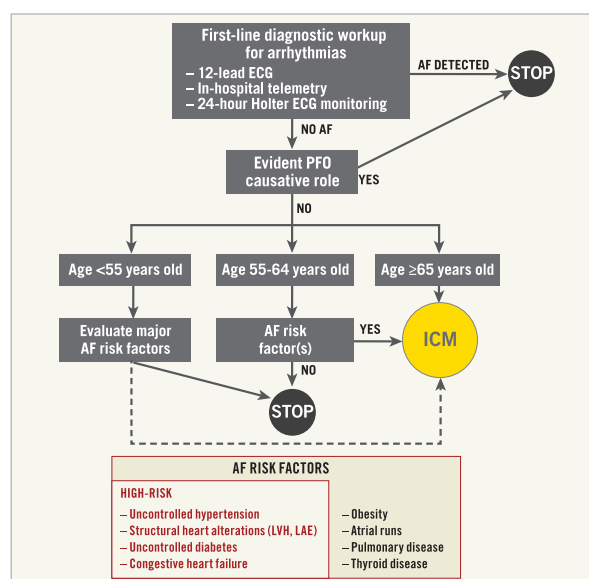 First-line diagnostic workup
for arrhythmias
– 12-lead ECG
– In-hospital telemetry
– 24-hour Holter ECG monitoring
AF DETECTED
STOP
NO AF
Evident PFO
causative role
YES
NO
Age <55 years old
Age 55-64 years old
Age ≥65 years old
Evaluate major
AF risk factors
AF risk
factor(s)
YES
ICM
NO
STOP
AF RISK FACTORS
HIGH-RISK
– Uncontrolled hypertension
– Structural heart alterations (LVH, LAE)
– Uncontrolled diabetes
– Congestive heart failure
– Obesity
– Atrial runs
– Pulmonary disease
– Thyroid disease